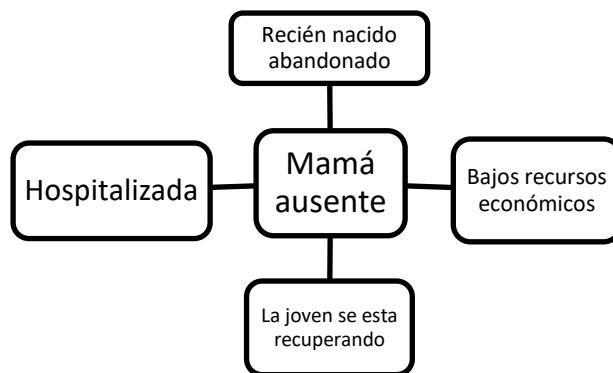 Recién nacido
abandonado
Hospitalizada
Mamá
ausente
Bajos recursos
económicos
La joven se esta
recuperando